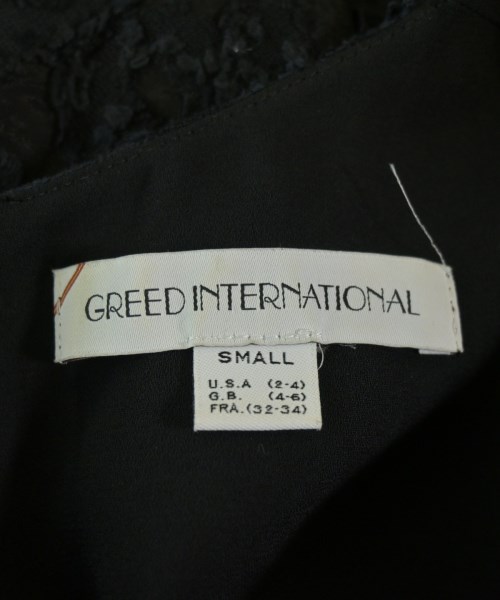 GREED INTERNATIONAL
SMALL
U.S.A (2-4)
G.B. (4-6)
FRA.(32-34)